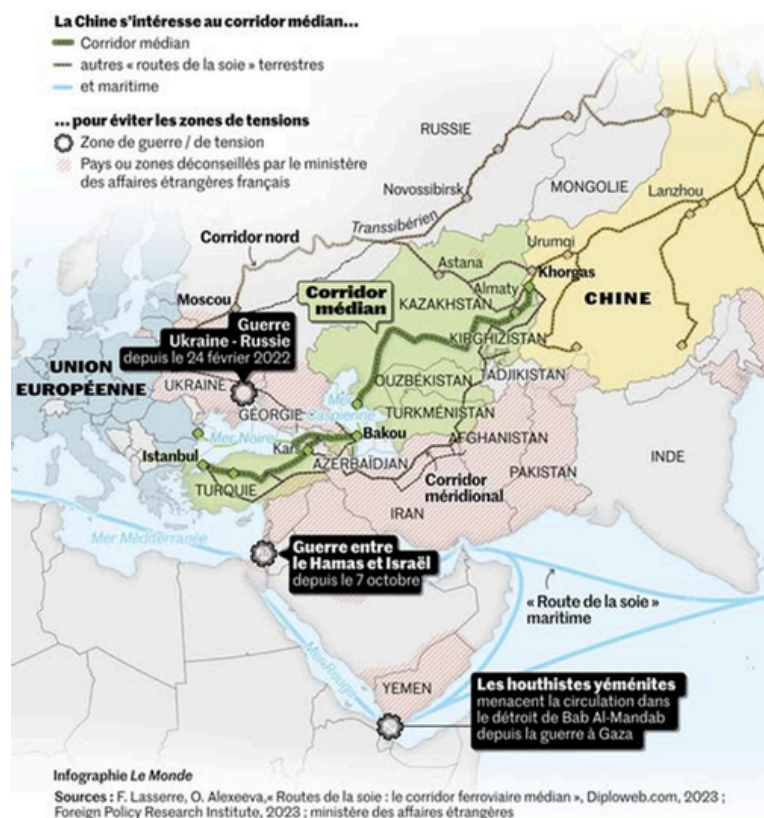 La Chine s'intéresse au corridor médian...
Corridor médian
autres « routes de la soie » terrestres
et maritime
... pour éviter les zones de tensions
Zone de guerre / de tension
Pays ou zones déconseillés par le ministère
des affaires étrangères français
RUSSIE
Novossibirsk
MONGOLIE
Lanzhou
Transsibérien
Corridor nord
Urumqi
Astana
Khorgas
Almaty
Moscou
Corridor
médian
KAZAKHSTAN
CHINE
Guerre
Ukraine - Russie
depuis le 24 février 2022
KIRGHIZISTAN
UNION
EUROPÉENNE
UKRAINE
OUZBÉKISTAN
TADJIKISTAN
GÉORGIE
Mer
Caspienne
TURKMÉNISTAN
Mer Noire
Bakou
Istanbul
Kars
AFGHANISTAN
AZERBAÏDJAN
INDE
TURQUIE
Corridor
méridional
PAKISTAN
IRAN
Mer Méditerranée
Guerre entre
le Hamas et Israël
depuis le 7 octobre
« Route de la soie »
maritime
Mer Rouge
YEMEN
Les houthistes yéménites
menacent la circulation dans
le détroit de Bab Al-Mandab
depuis la guerre à Gaza
Infographie Le Monde
Sources : F. Lasserre, O. Alexeeva,« Routes de la soie : le corridor ferroviaire médian », Diploweb.com, 2023 ;
Foreign Policy Research Institute, 2023 ; ministère des affaires étrangères